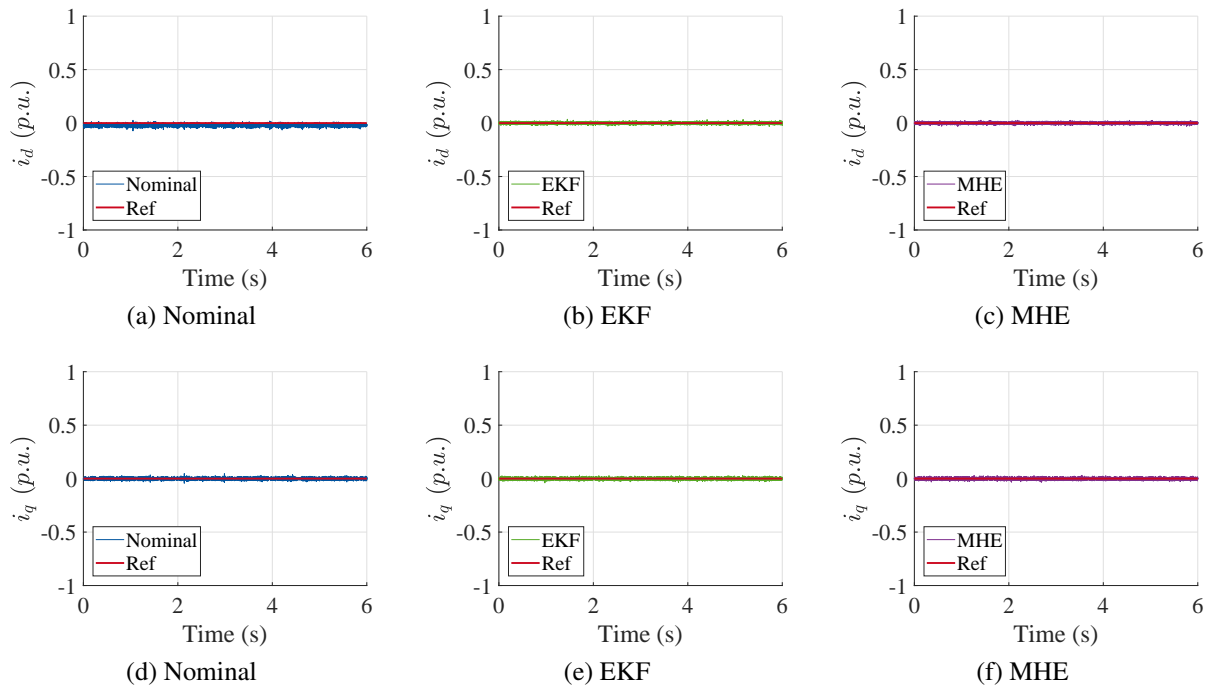 1
0.5
0
-0.5
-1
i_d (p.u.)
Nominal
Ref
0 2 4 6
Time (s)
(a) Nominal
1
0.5
0
-0.5
-1
i_d (p.u.)
EKF
Ref
0 2 4 6
Time (s)
(b) EKF
1
0.5
0
-0.5
-1
i_d (p.u.)
MHE
Ref
0 2 4 6
Time (s)
(c) MHE
1
0.5
0
-0.5
-1
i_q (p.u.)
Nominal
Ref
0 2 4 6
Time (s)
(d) Nominal
1
0.5
0
-0.5
-1
i_q (p.u.)
EKF
Ref
0 2 4 6
Time (s)
(e) EKF
1
0.5
0
-0.5
-1
i_q (p.u.)
MHE
Ref
0 2 4 6
Time (s)
(f) MHE